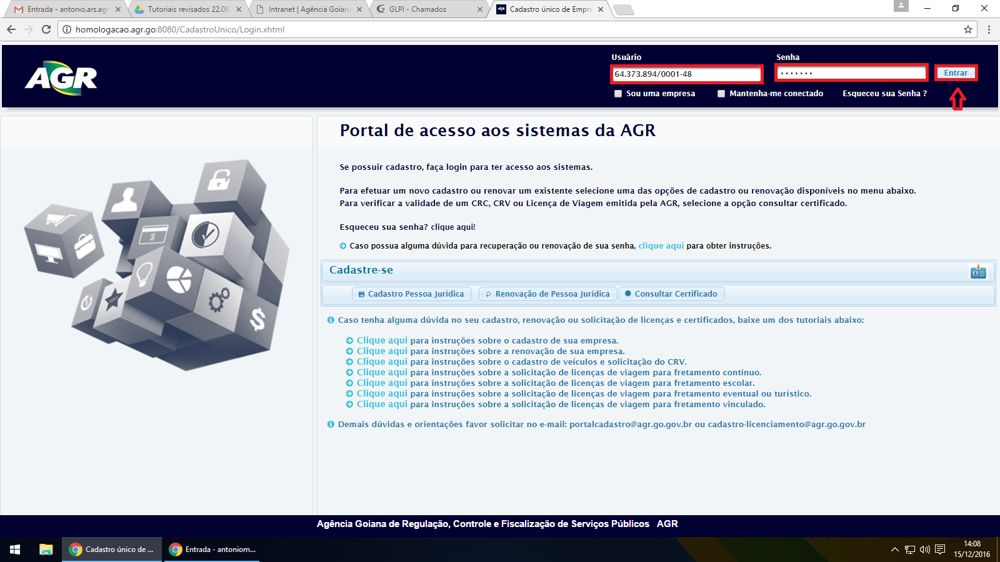 Entrada - antonio.ars.agr
Tutoriais revisados 22.08.
Intranet | Agência Goiana
GLPI - Chamados
Cadastro único de Empre
homologacao.agr.go:8080/CadastroUnico/Login.xhtml
AGR
Usuário
Senha
64.373.894/0001-48
Entrar
Sou uma empresa
Mantenha-me conectado
Esqueceu sua Senha ?
Portal de acesso aos sistemas da AGR
Se possuir cadastro, faça login para ter acesso aos sistemas.
Para efetuar um novo cadastro ou renovar um existente selecione uma das opções de cadastro ou renovação disponíveis no menu abaixo.
Para verificar a validade de um CRC, CRV ou Licença de Viagem emitida pela AGR, selecione a opção consultar certificado.
Esqueceu sua senha? clique aqui!
Caso possua alguma dúvida para recuperação ou renovação de sua senha, clique aqui para obter instruções.
Cadastre-se
Cadastro Pessoa Jurídica
Renovação de Pessoa Jurídica
Consultar Certificado
Caso tenha alguma dúvida no seu cadastro, renovação ou solicitação de licenças e certificados, baixe um dos tutoriais abaixo:
Clique aqui para instruções sobre o cadastro de sua empresa.
Clique aqui para instruções sobre a renovação de sua empresa.
Clique aqui para instruções sobre o cadastro de veículos e solicitação do CRV.
Clique aqui para instruções sobre a solicitação de licenças de viagem para fretamento contínuo.
Clique aqui para instruções sobre a solicitação de licenças de viagem para fretamento escolar.
Clique aqui para instruções sobre a solicitação de licenças de viagem para fretamento eventual ou turístico.
Clique aqui para instruções sobre a solicitação de licenças de viagem para fretamento vinculado.
Demais dúvidas e orientações favor solicitar no e-mail: portalcadastro@agr.go.gov.br ou cadastro-licenciamento@agr.go.gov.br
Agência Goiana de Regulação, Controle e Fiscalização de Serviços Públicos AGR
Cadastro único de ...
Entrada - antoniom...
14:08
15/12/2016